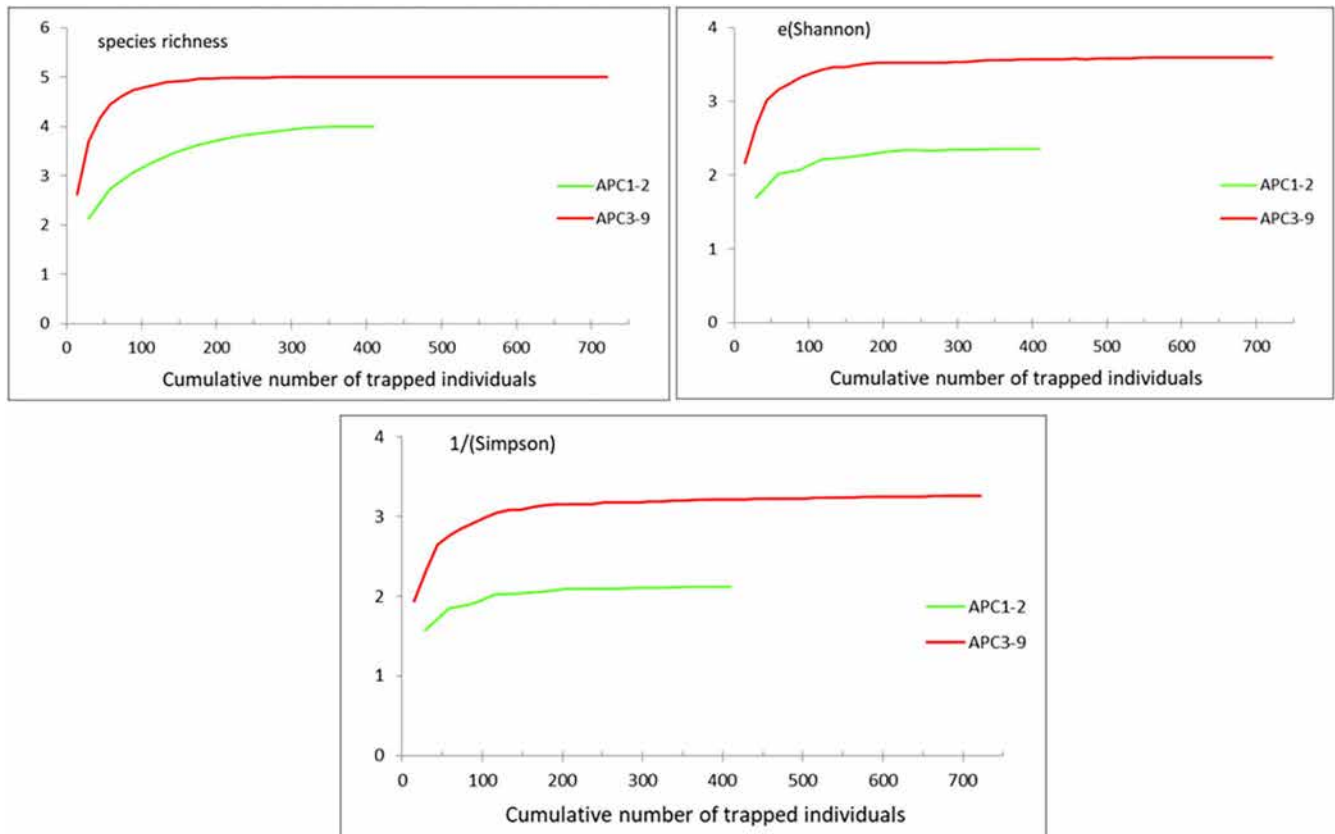 species richness
6
5
4
3
2
1
0
APC1-2
APC3-9
0 100 200 300 400 500 600 700
Cumulative number of trapped individuals
e(Shannon)
4
3
2
1
0
APC1-2
APC3-9
0 100 200 300 400 500 600 700
Cumulative number of trapped individuals
1/(Simpson)
4
3
2
1
0
APC1-2
APC3-9
0 100 200 300 400 500 600 700
Cumulative number of trapped individuals